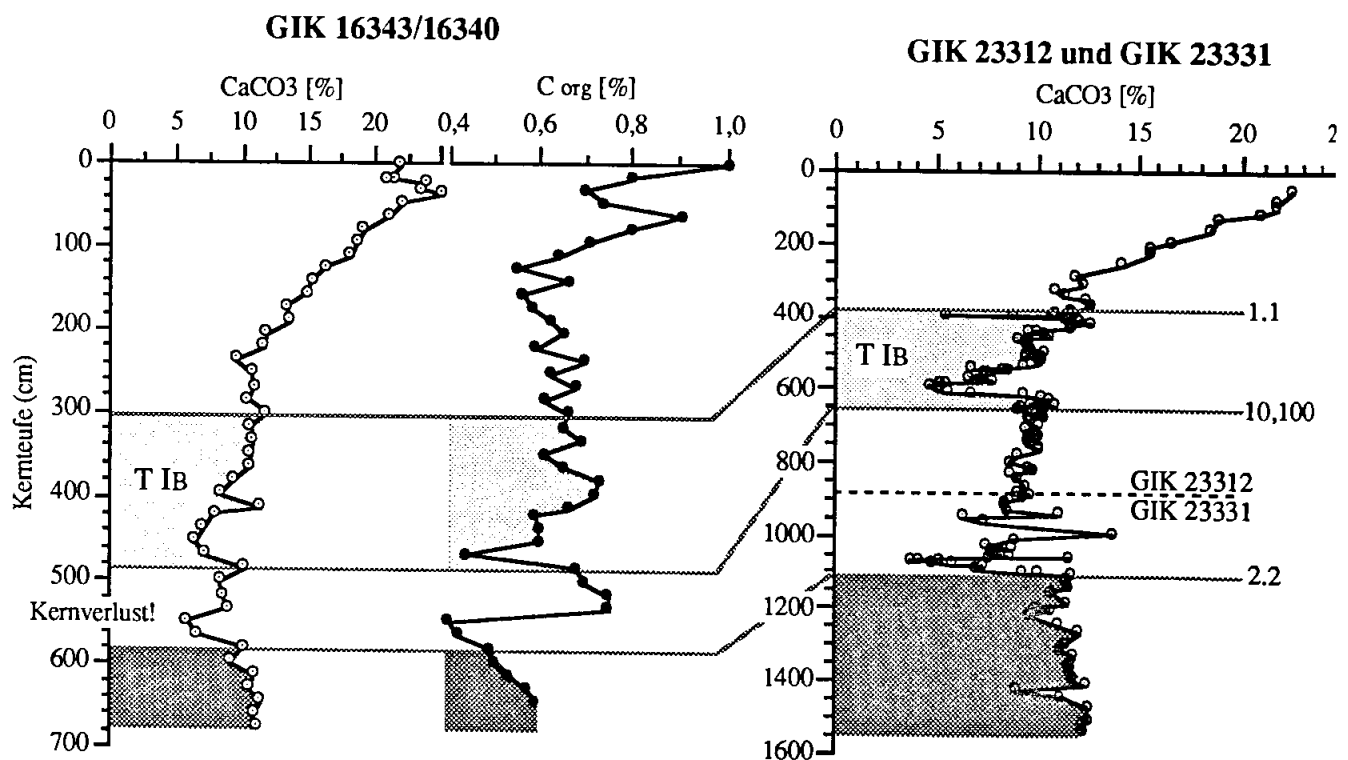 GIK 16343/16340
CaCO3 [%]
C org [%]
0 5 10 15 20 0,4 0,6 0,8 1,0
0
100
200
300
400
500
600
700
Kernteufe (cm)
T IB
Kernverlust!
GIK 23312 und GIK 23331
CaCO3 [%]
0 5 10 15 20 2
0
200
400
600
800
1000
1200
1400
1600
T IB
1.1
10,100
GIK 23312
GIK 23331
2.2